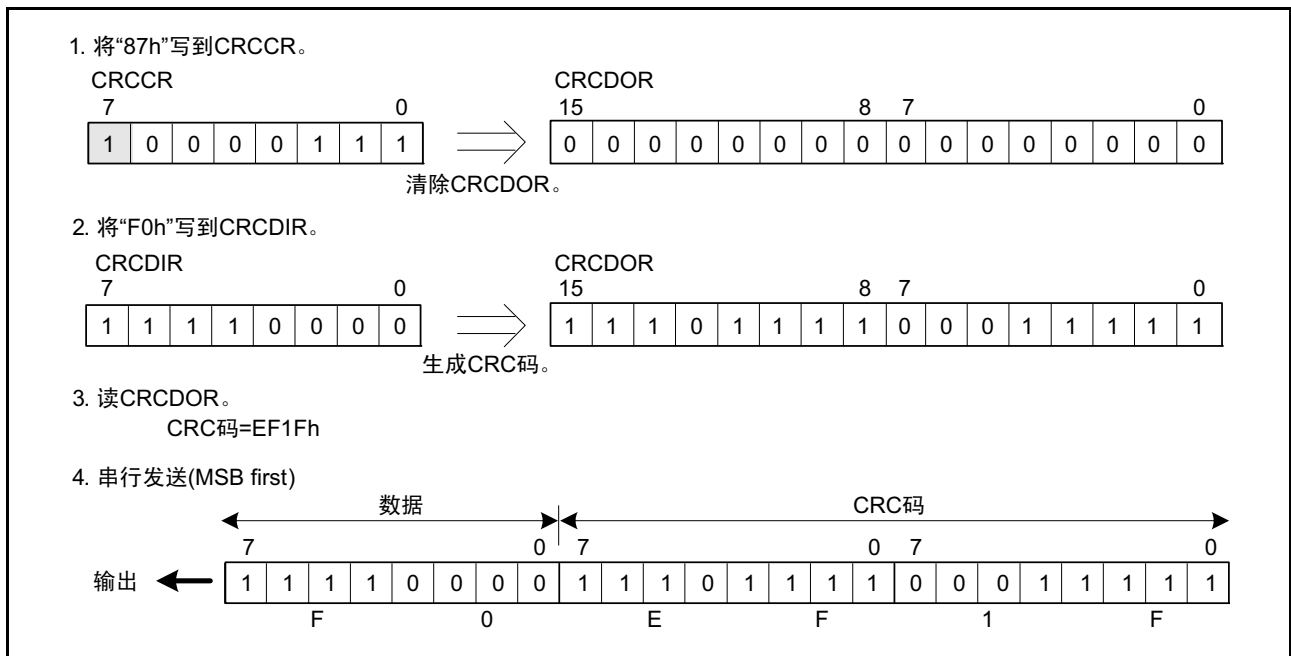 1. 将“87h”写到CRCCR。
CRCCR CRCDOR
7 0 15 8 7 0
1 0 0 0 0 1 1 1 0 0 0 0 0 0 0 0 0 0 0 0 0 0 0 0
清除CRCDOR。
2. 将“F0h”写到CRCDIR。
CRCDIR CRCDOR
7 0 15 8 7 0
1 1 1 1 0 0 0 0 1 1 1 0 1 1 1 1 0 0 0 1 1 1 1 1
生成CRC码。
3. 读CRCDOR。
CRC码=EF1Fh
4. 串行发送(MSB first)
数据 CRC码
7 0 7 0 7 0
输出 1 1 1 1 0 0 0 0 1 1 1 0 1 1 1 1 0 0 0 1 1 1 1 1
F 0 E F 1 F